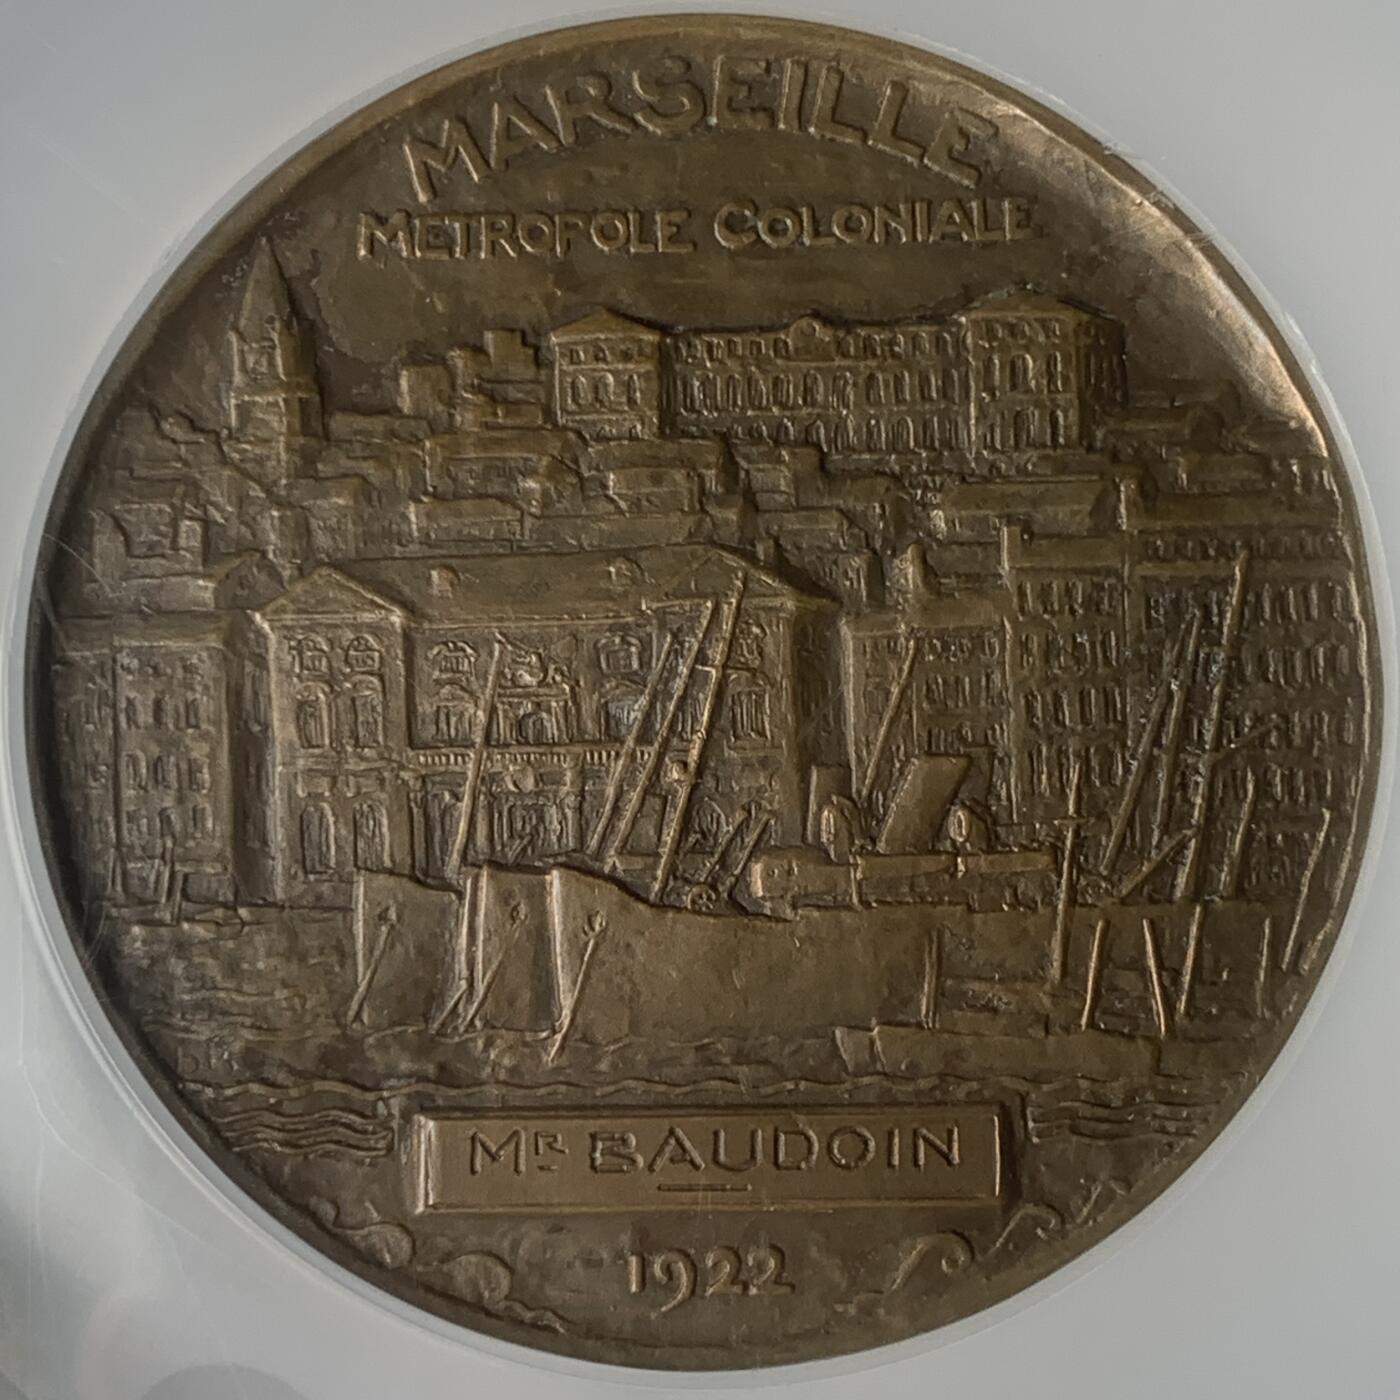 MARSEILLE
METROPOLE COLONIALE
MR BAUDOIN
1922